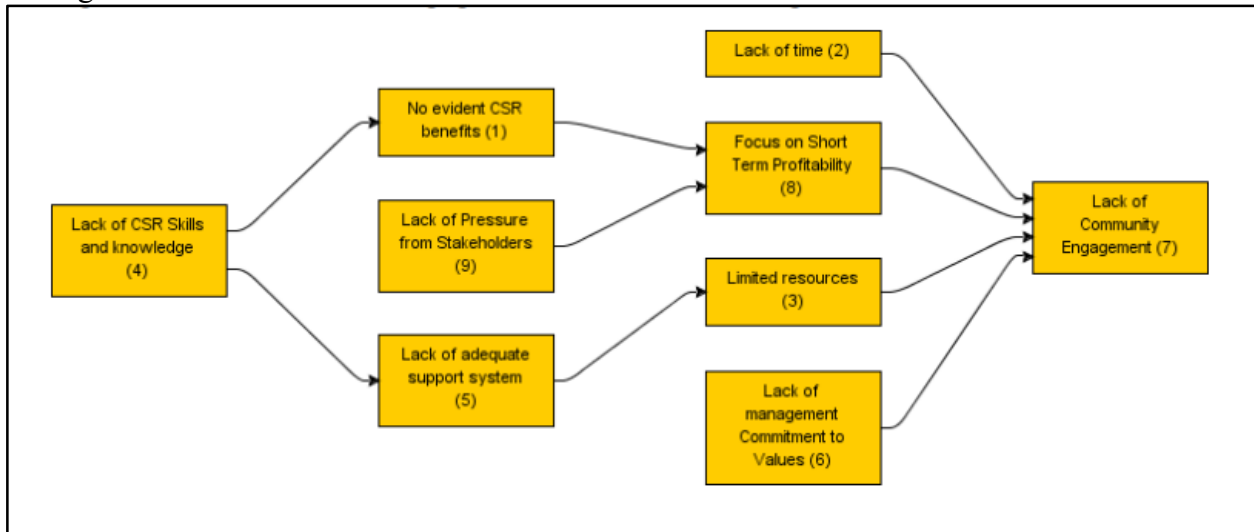 Lack of CSR Skills
and knowledge
(4)
No evident CSR
benefits (1)
Lack of Pressure
from Stakeholders
(9)
Lack of adequate
support system
(5)
Lack of time (2)
Focus on Short
Term Profitability
(8)
Limited resources
(3)
Lack of
management
Commitment to
Values (6)
Lack of
Community
Engagement (7)